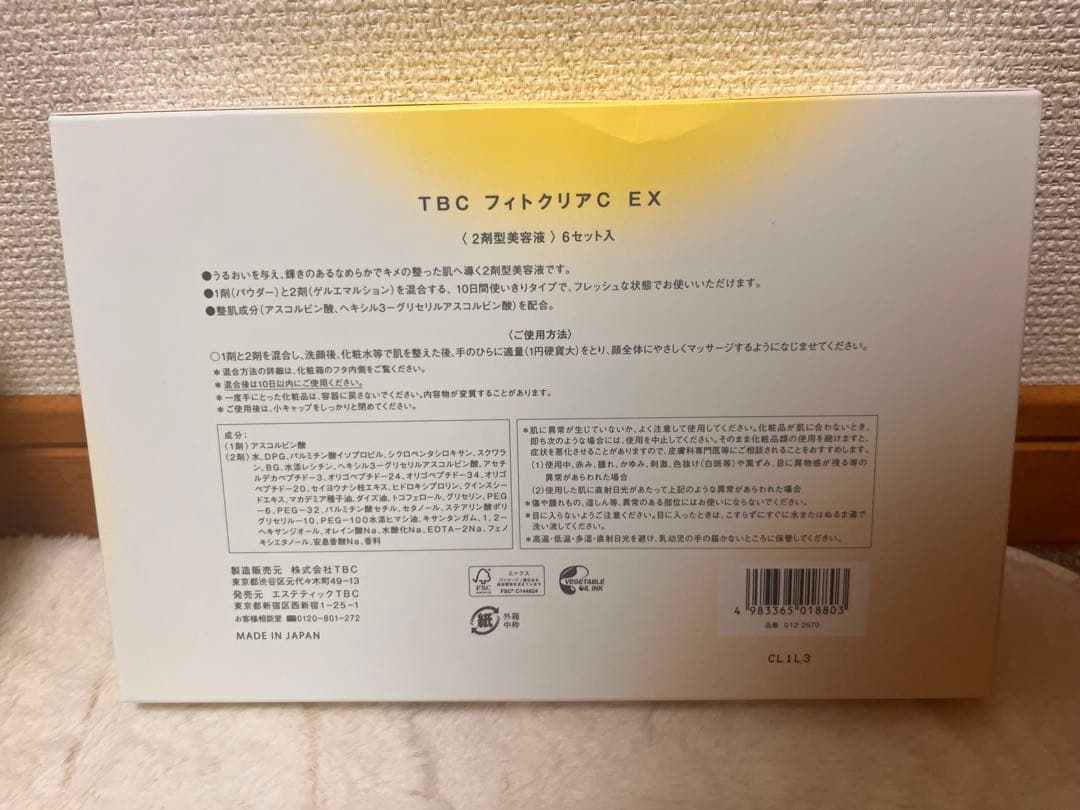 TBC フィトクリアC EX
〈 2剤型美容液 〉 6セット入
●うるおいを与え、輝きのあるなめらかでキメの整った肌へ導く2剤型美容液です。
●1剤(パウダー)と2剤(ゲルエマルション)を混合する、10日間使いきりタイプで、フレッシュな状態でお使いいただけます。
●整肌成分(アスコルビン酸、ヘキシル3ーグリセリルアスコルビン酸)を配合。
〈ご使用方法〉
○1剤と2剤を混合し、洗顔後、化粧水等で肌を整えた後、手のひらに適量(1円硬貨大)をとり、顔全体にやさしくマッサージするようになじませてください。
＊混合方法の詳細は、化粧箱のフタ内側をご覧ください。
＊混合後は10日以内にご使用ください。
＊一度手にとった化粧品は、容器に戻さないでください。内容物が変質することがあります。
＊ご使用後は、小キャップをしっかりと閉めてください。
成分：
〈1剤〉アスコルビン酸
〈2剤〉水、DPG、パルミチン酸イソプロピル、シクロペンタシロキサン、スクワラ
ン、BG、水添レシチン、ヘキシル3ーグリセリルアスコルビン酸、アセチ
ルデカペプチドー3、オリゴペプチドー24、オリゴペプチドー34、オリゴ
ペプチドー20、セイヨウナシ枝エキス、ヒドロキシプロリン、クインスシー
ドエキス、マカデミア種子油、ダイズ油、トコフェロール、グリセリン、PEG
ー6、PEGー32、パルミチン酸セチル、セタノール、ステアリン酸ポリ
グリセリルー10、PEGー100水添ヒマシ油、キサンタンガム、1、2ー
ヘキサンジオール、オレイン酸Na、水酸化Na、EDTAー2Na、フェノ
キシエタノール、安息香酸Na、香料
＊肌に異常が生じていないか、よく注意して使用してください。化粧品が肌に合わないとき、
即ち次のような場合には、使用を中止してください。そのまま化粧品類の使用を続けますと、
症状を悪化させることがありますので、皮膚科専門医等にご相談されることをおすすめします。
(1)使用中、赤み、腫れ、かゆみ、刺激、色抜け(白斑等)や黒ずみ、目に異物感が残る等の
異常があらわれた場合
(2)使用した肌に直射日光があたって上記のような異常があらわれた場合
＊傷や腫れもの、湿しん等、異常のある部位にはお使いにならないでください。
＊目に入らないようご注意ください。目に入ったときは、こすらずにすぐに水またはぬるま湯で
洗い流してください。
＊高温・低温・多湿・直射日光を避け、乳幼児の手の届かないところに保管してください。
製造販売元 株式会社TBC
東京都渋谷区元代々木町49-13
発売元 エステティックTBC
東京都新宿区西新宿1-25-1
お客様相談室 0120-801-272
MADE IN JAPAN
FSC
ミックス
FSC® C144824
VEGETABLE
OIL INK
紙
外箱
中枠
4 983365 018803
品番 012-2670
CL1L3